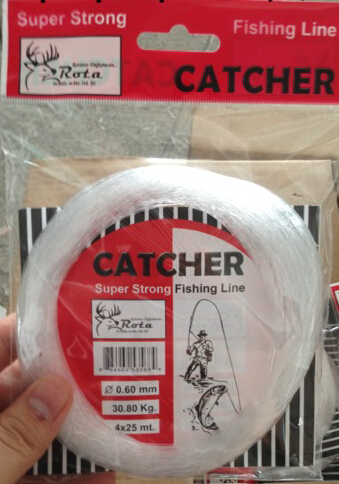 Super Strong
Fishing Line
Rota
CATCHER
CATCHER
Super Strong Fishing Line
Rota
Ø 0.60 mm
30.80 Kg.
4x25 mt.